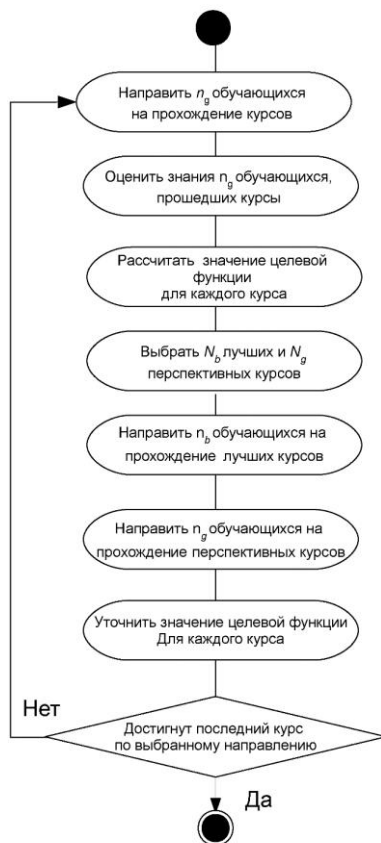 Направить n_g обучающихся
на прохождение курсов
Оценить знания n_g обучающихся,
прошедших курсы
Рассчитать значение целевой
функции
для каждого курса
Выбрать N_b лучших и N_g
перспективных курсов
Направить n_b обучающихся на
прохождение лучших курсов
Направить n_g обучающихся на
прохождение перспективных курсов
Уточнить значение целевой функции
Для каждого курса
Нет
Достигнут последний курс
по выбранному направлению
Да